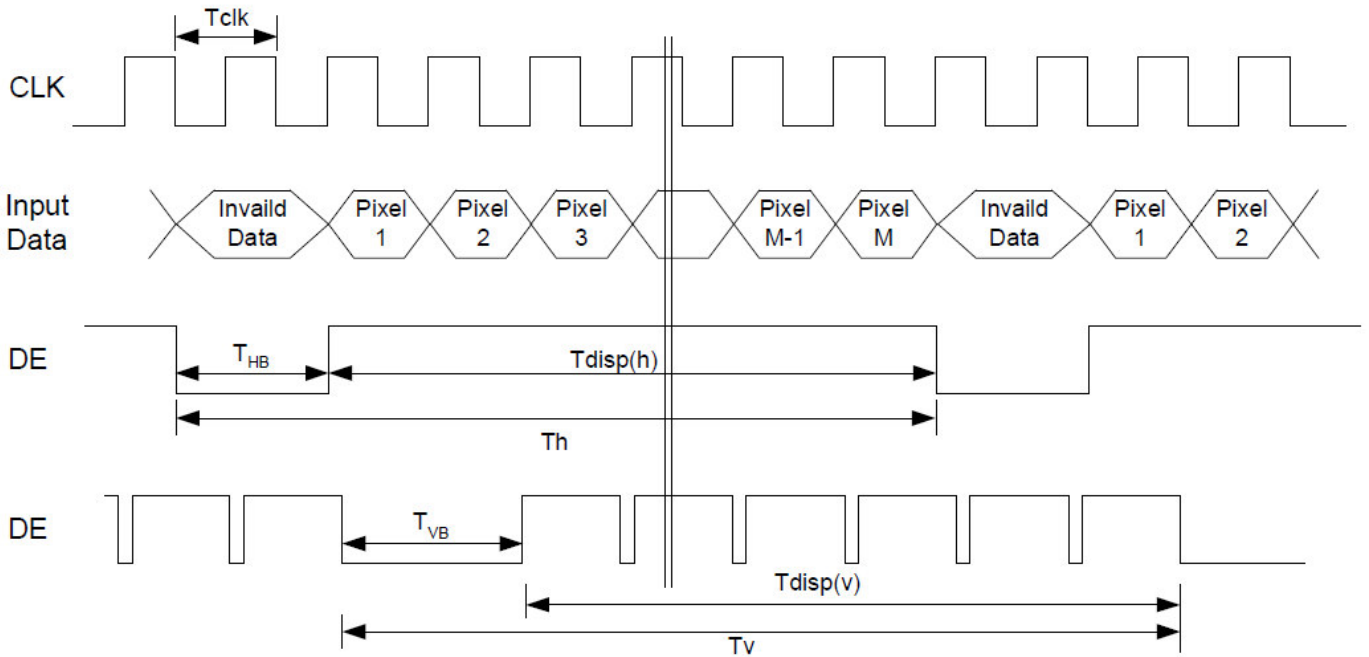 Tclk
CLK
Input
Data
Invaild
Data
Pixel
1
Pixel
2
Pixel
3
Pixel
M-1
Pixel
M
Invaild
Data
Pixel
1
Pixel
2
DE
THB
Tdisp(h)
Th
DE
TVB
Tdisp(v)
Tv